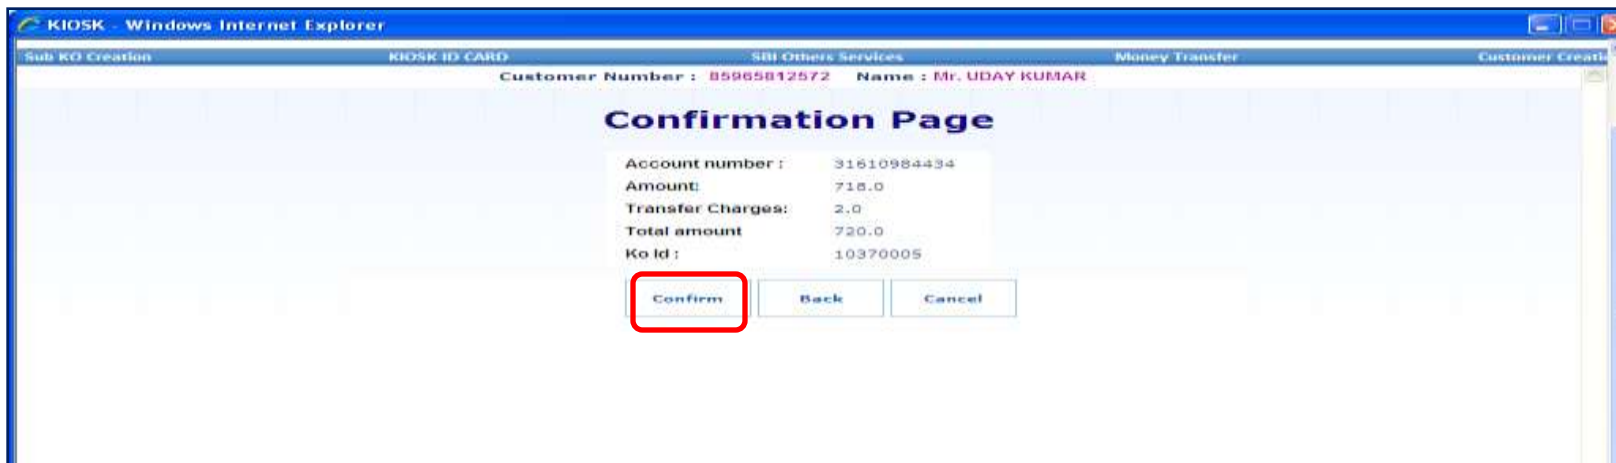 KIOSK - Windows Internet Explorer
Sub KO Creation KIOSK ID CARD SBI Others Services Money Transfer Customer Creati
Customer Number : 85965812572 Name : Mr. UDAY KUMAR
Confirmation Page
Account number : 31610984434
Amount: 718.0
Transfer Charges: 2.0
Total amount 720.0
Ko Id : 10370005
Confirm Back Cancel